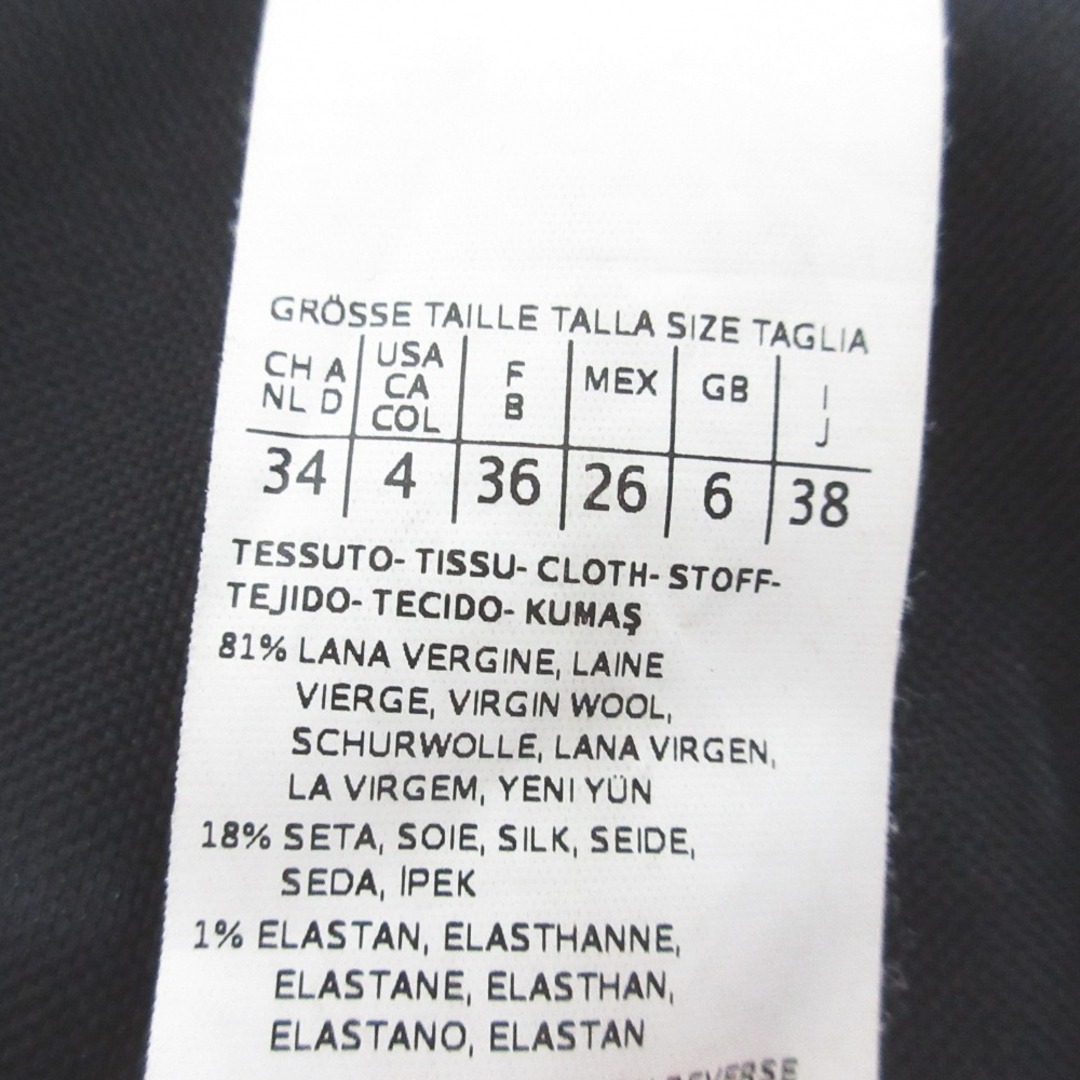 GRÖSSE TAILLE TALLA SIZE TAGLIA
CH A USA F MEX GB I
NL D CA B J
COL
34 4 36 26 6 38
TESSUTO- TISSU- CLOTH- STOFF-
TEJIDO- TECIDO- KUMAŞ
81% LANA VERGINE, LAINE
VIERGE, VIRGIN WOOL,
SCHURWOLLE, LANA VIRGEN,
LA VIRGEM, YENI YÜN
18% SETA, SOIE, SILK, SEIDE,
SEDA, İPEK
1% ELASTAN, ELASTHANNE,
ELASTANE, ELASTHAN,
ELASTANO, ELASTAN